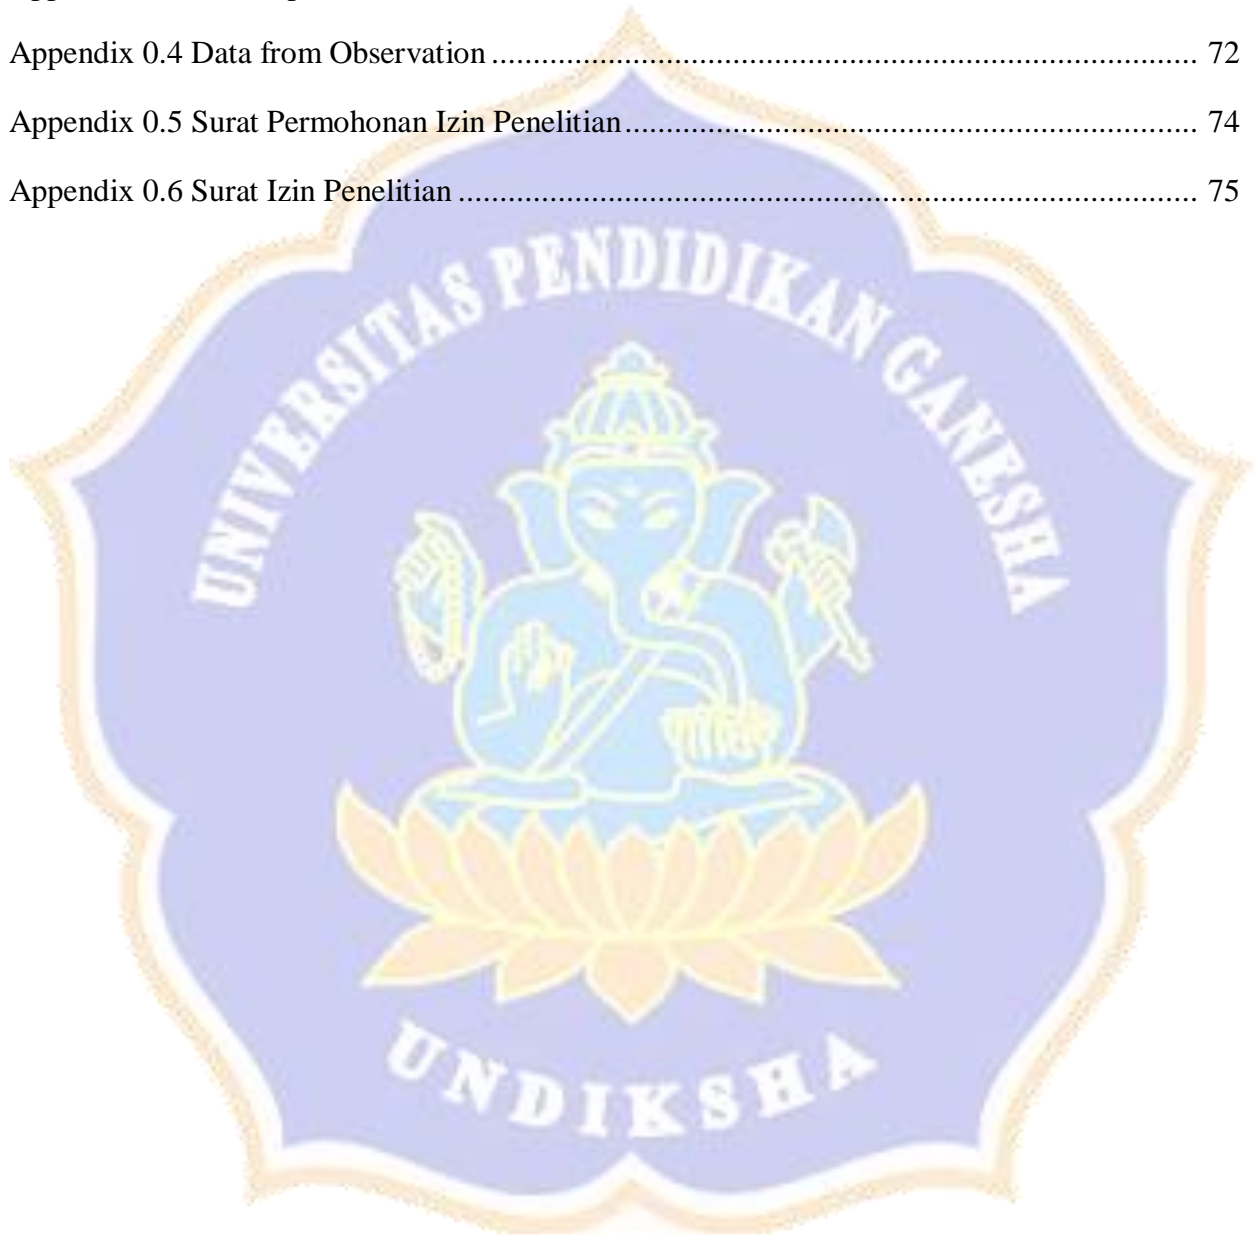 Appendix 0.4 Data from Observation ........................................................................................ 72
Appendix 0.5 Surat Permohonan Izin Penelitian........................................................................ 74
Appendix 0.6 Surat Izin Penelitian ............................................................................................ 75
UNIVERSITAS PENDIDIKAN GANESHA
UNDIKSHA